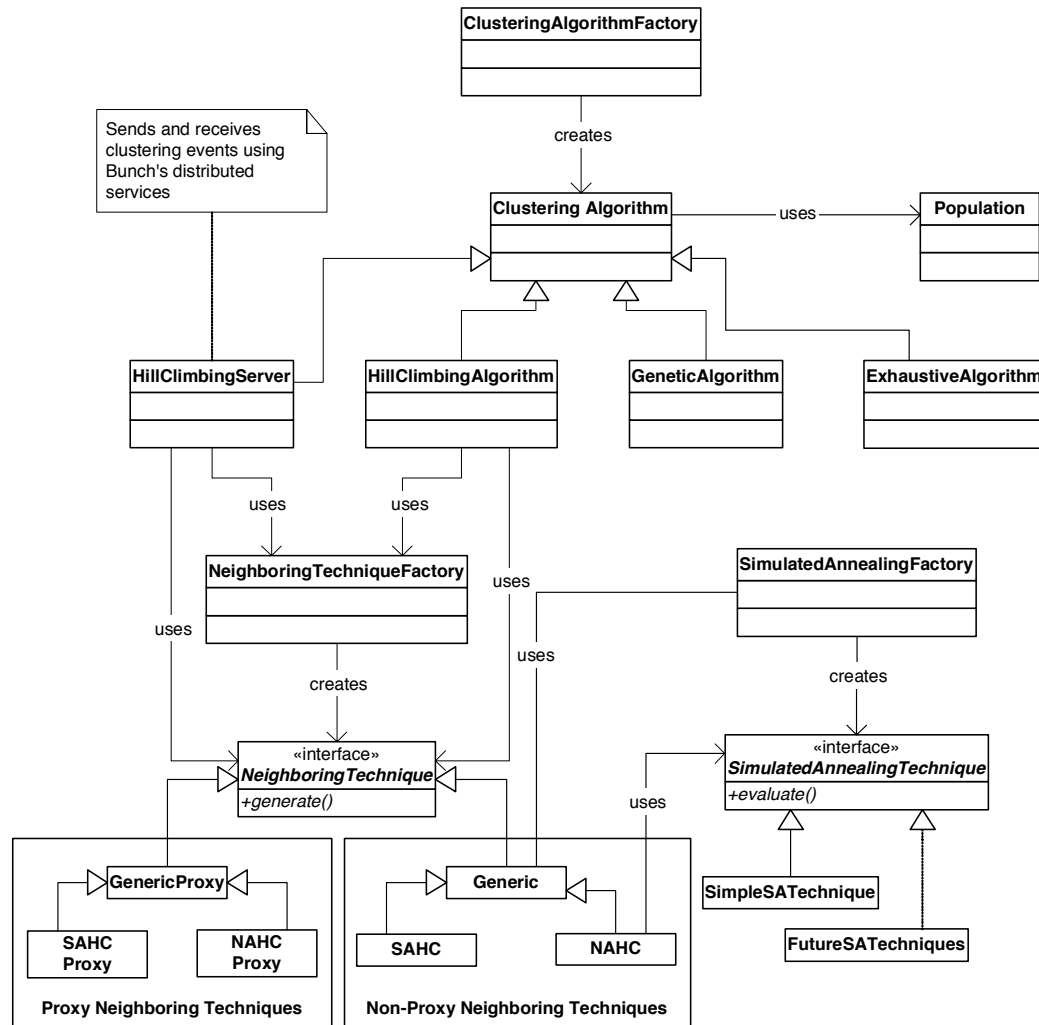 ClusteringAlgorithmFactory
Sends and receives
clustering events using
Bunch's distributed
services
creates
Clustering Algorithm
uses
Population
HillClimbingServer
HillClimbingAlgorithm
GeneticAlgorithm
ExhaustiveAlgorithm
uses
uses
NeighboringTechniqueFactory
SimulatedAnnealingFactory
uses
uses
uses
creates
creates
«interface»
NeighboringTechnique
+generate()
«interface»
SimulatedAnnealingTechnique
+evaluate()
uses
GenericProxy
Generic
SimpleSATechnique
SAHC
Proxy
NAHC
Proxy
SAHC
NAHC
FutureSATechniques
Proxy Neighboring Techniques
Non-Proxy Neighboring Techniques